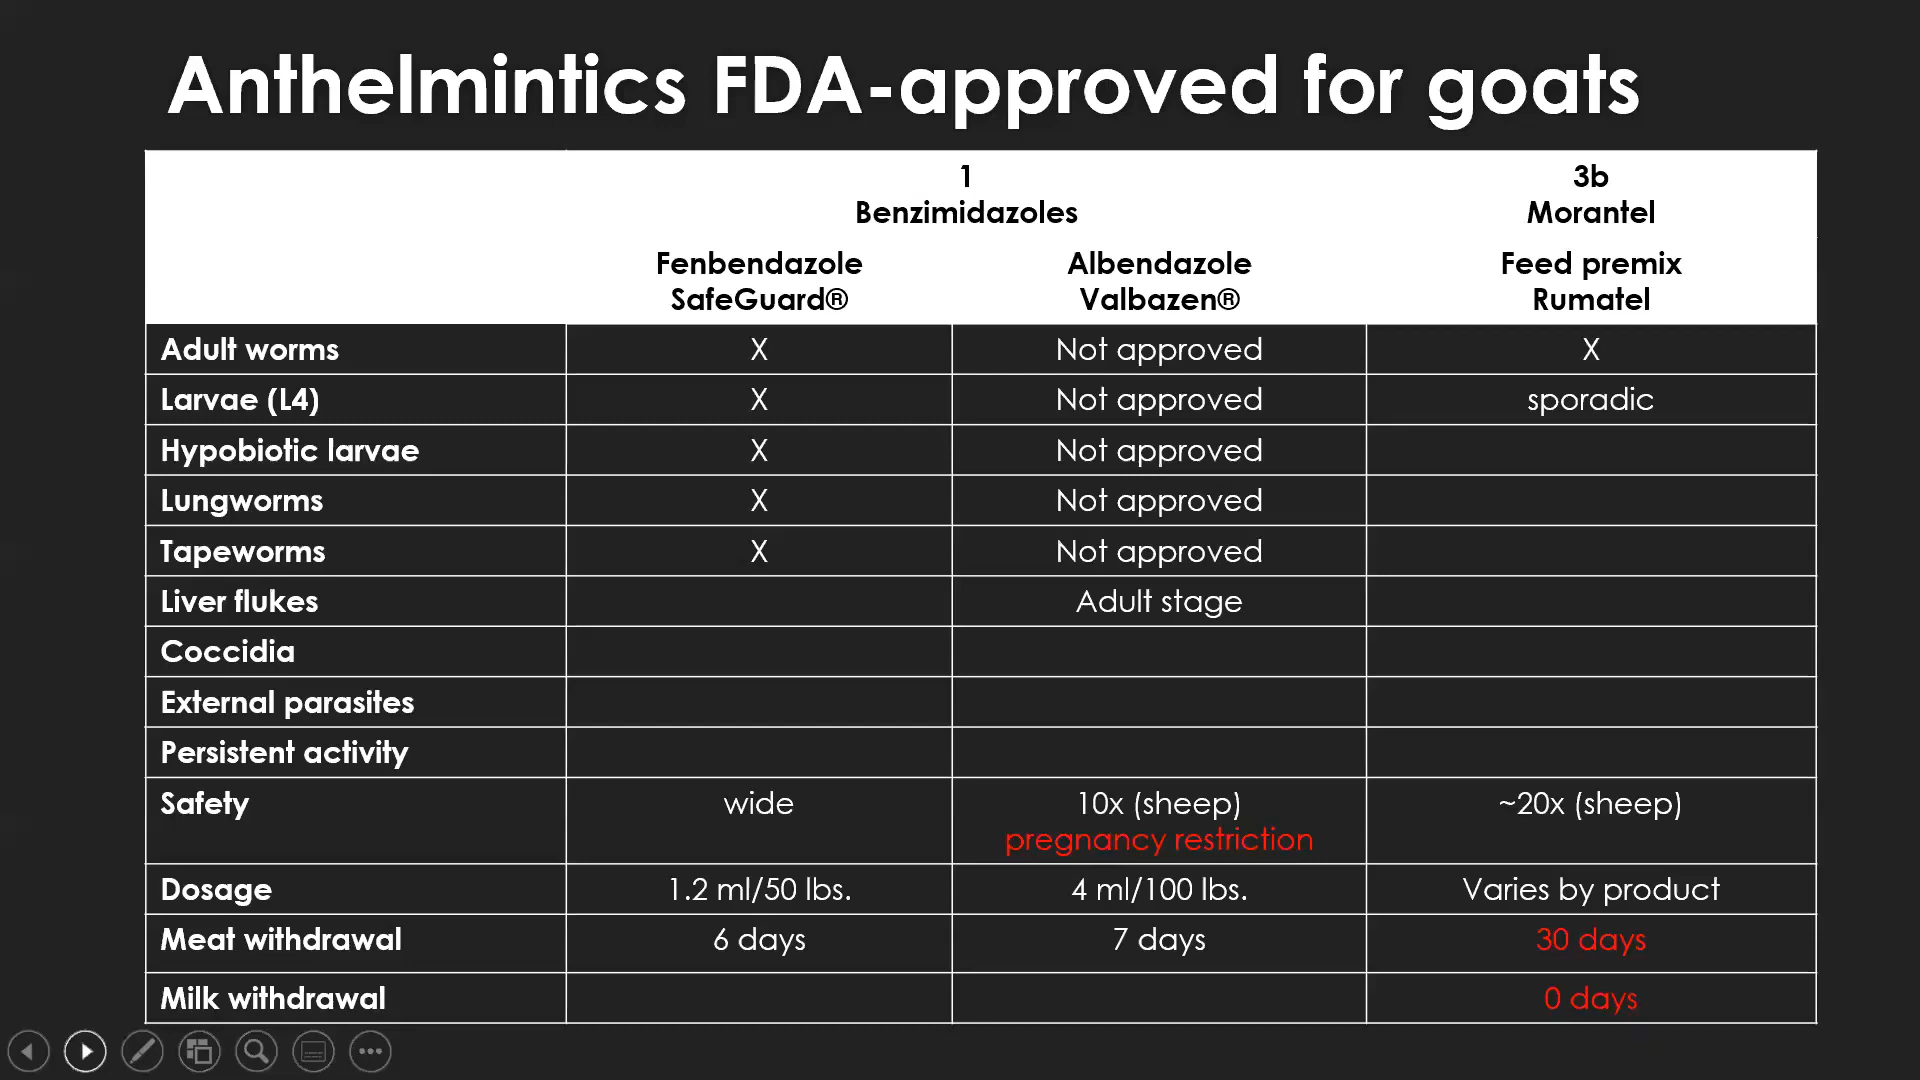 Anthelmintics FDA-approved for goats
1 3b
Benzimidazoles Morantel
Fenbendazole Albendazole Feed premix
SafeGuard® Valbazen® Rumatel
Adult worms X Not approved X
Larvae (L4) X Not approved sporadic
Hypobiotic larvae X Not approved
Lungworms X Not approved
Tapeworms X Not approved
Liver flukes Adult stage
Coccidia
External parasites
Persistent activity
Safety wide 10x (sheep) ~20x (sheep)
pregnancy restriction
Dosage 1.2 ml/50 lbs. 4 ml/100 lbs. Varies by product
Meat withdrawal 6 days 7 days 30 days
Milk withdrawal 0 days